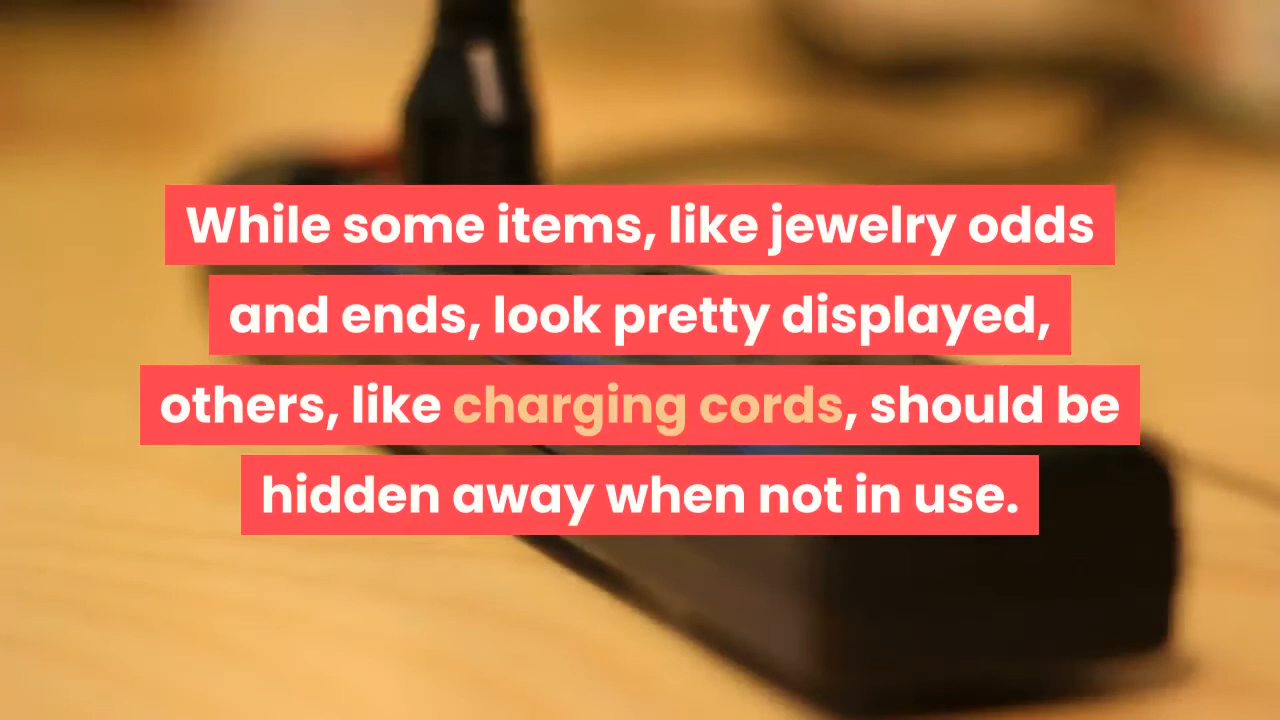 While some items, like jewelry odds
and ends, look pretty displayed,
others, like charging cords, should be
hidden away when not in use.